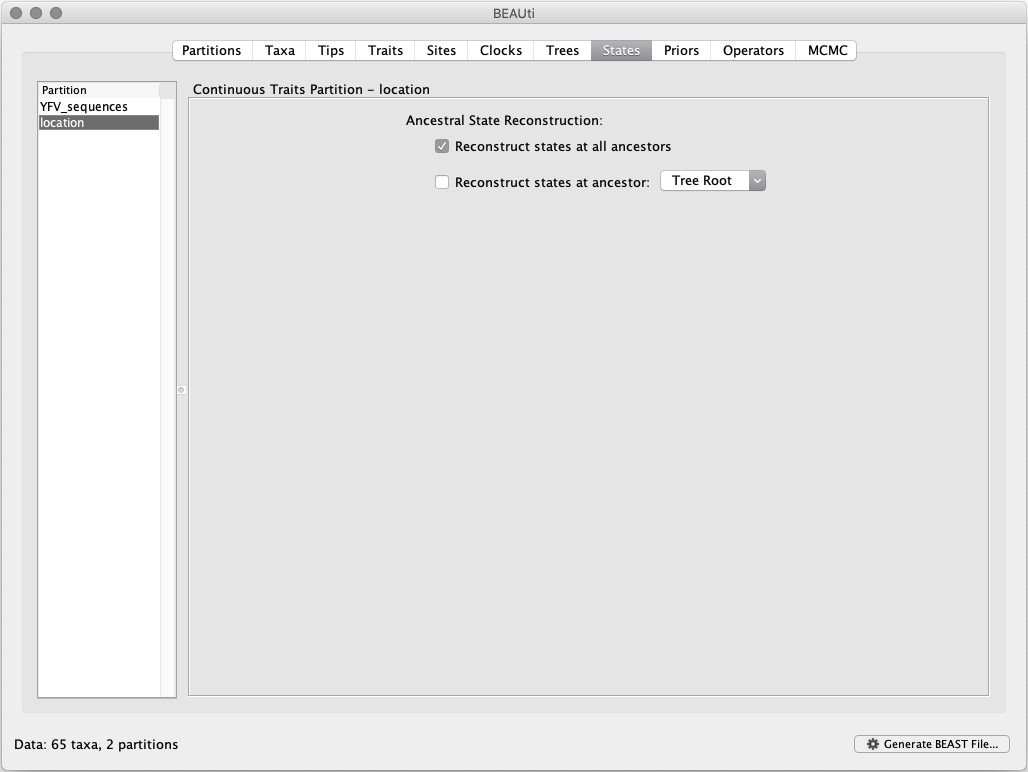 BEAUti
Partitions Taxa Tips Traits Sites Clocks Trees States Priors Operators MCMC
Partition
YFV_sequences
location
Continuous Traits Partition - location
Ancestral State Reconstruction:
Reconstruct states at all ancestors
Reconstruct states at ancestor: Tree Root
Data: 65 taxa, 2 partitions
Generate BEAST File...